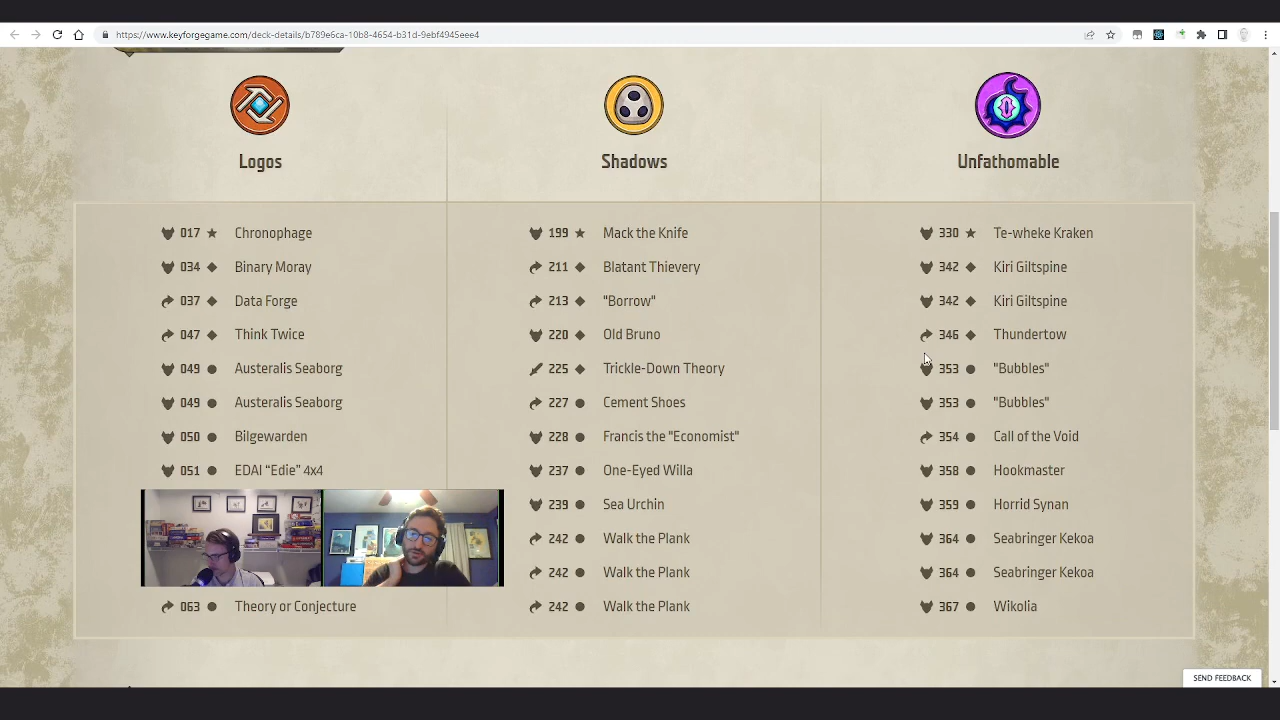 https://www.keyforgegame.com/deck-details/b789e6ca-10b8-4654-b31d-9ebf4945eee4
Logos
Shadows
Unfathomable
017 Chronophage
034 Binary Moray
037 Data Forge
047 Think Twice
049 Australis Seaborg
049 Australis Seaborg
050 Bilgewarden
051 EDAI “Edie” 4x4
063 Theory or Conjecture
199 Mack the Knife
211 Blatant Thievery
213 "Borrow"
220 Old Bruno
225 Trickle-Down Theory
227 Cement Shoes
228 Francis the "Economist"
237 One-Eyed Willa
239 Sea Urchin
242 Walk the Plank
242 Walk the Plank
242 Walk the Plank
330 Te-wheke Kraken
342 Kiri Giltspine
342 Kiri Giltspine
346 Thundertow
353 "Bubbles"
353 "Bubbles"
354 Call of the Void
358 Hookmaster
359 Horrid Synan
364 Seabringer Kekoa
364 Seabringer Kekoa
367 Wikolia
SEND FEEDBACK